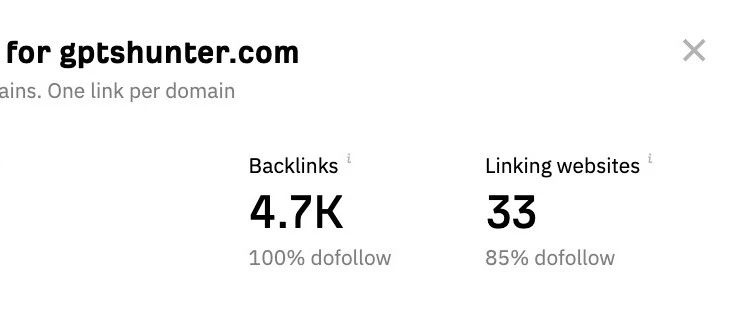 for gptshunter.com
ains. One link per domain
Backlinks i
Linking websites i
4.7K
33
100% dofollow
85% dofollow